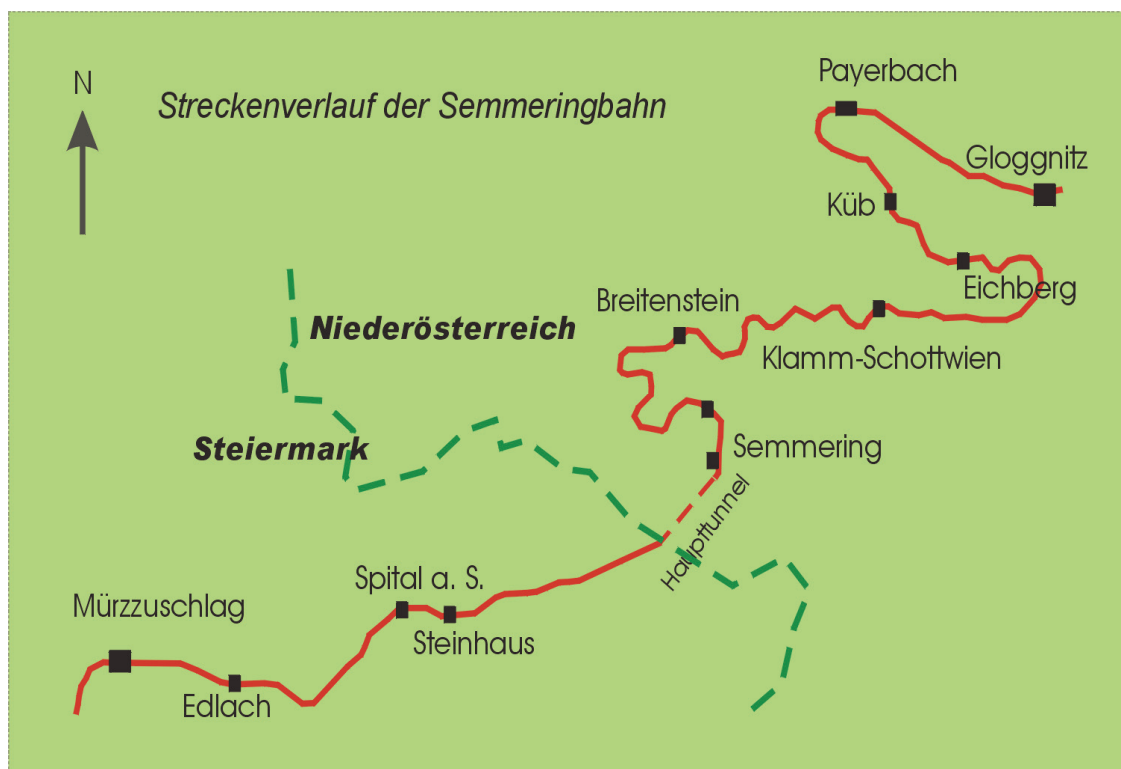 Payerbach
N
Streckenverlauf der Semmeringbahn
Gloggnitz
Küb
Eichberg
Breitenstein
Niederösterreich
Klamm-Schottwien
Steiermark
Semmering
Haupttunnel
Spital a. S.
Mürzzuschlag
Steinhaus
Edlach